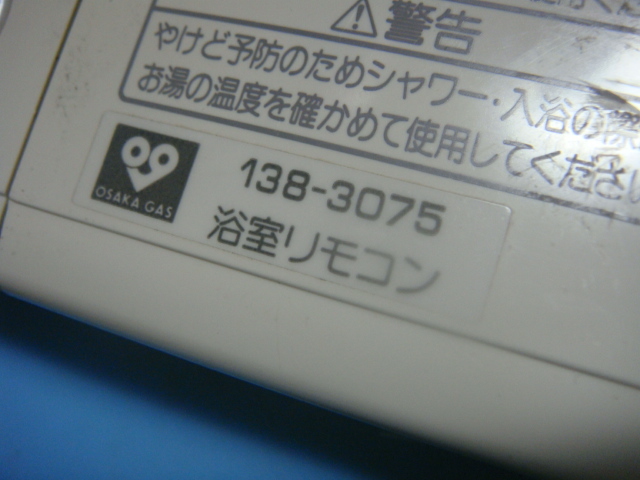 警告
やけど予防のためシャワー・入浴の際
お湯の温度を確かめて使用してください
OSAKA GAS
138-3075
浴室リモコン